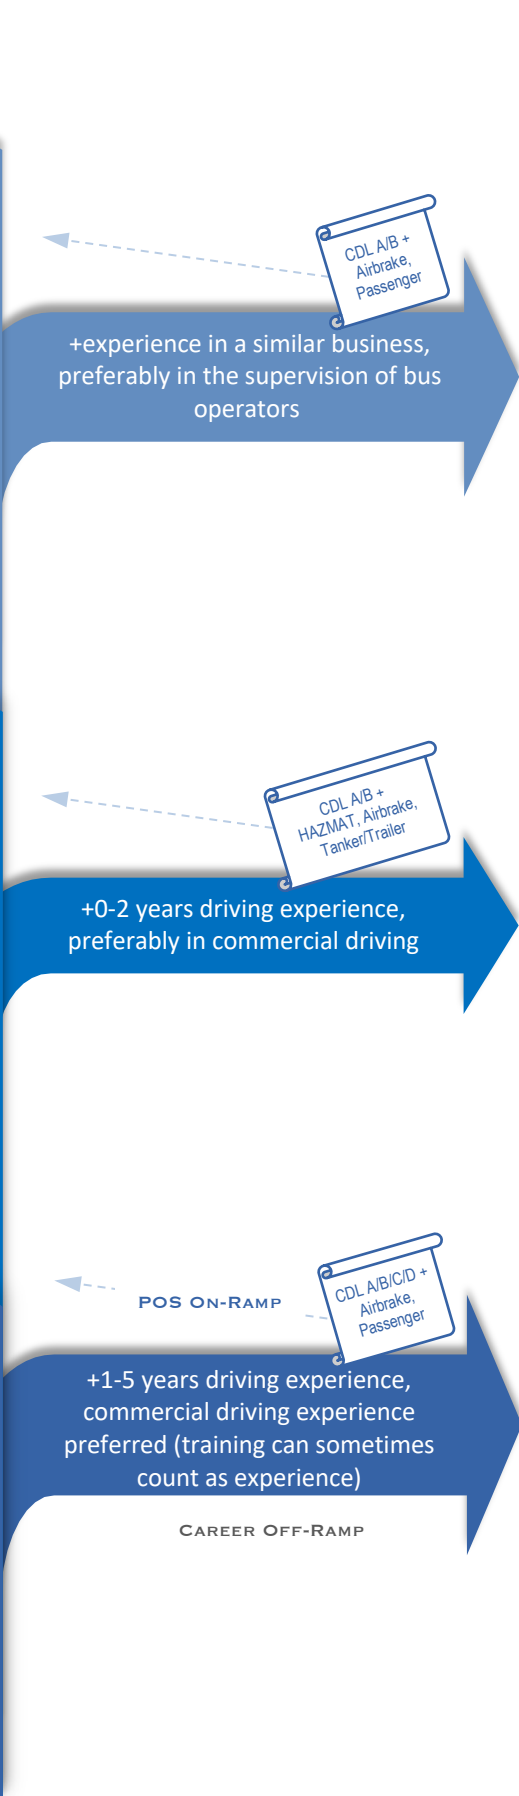 CDL A/B +
Airbrake,
Passenger
+experience in a similar business,
preferably in the supervision of bus
operators
CDL A/B +
HAZMAT, Airbrake,
Tanker/Trailer
+0-2 years driving experience,
preferably in commercial driving
CDL A/B/C/D +
Airbrake,
Passenger
POS On-Ramp
+1-5 years driving experience,
commercial driving experience
preferred (training can sometimes
count as experience)
Career Off-Ramp